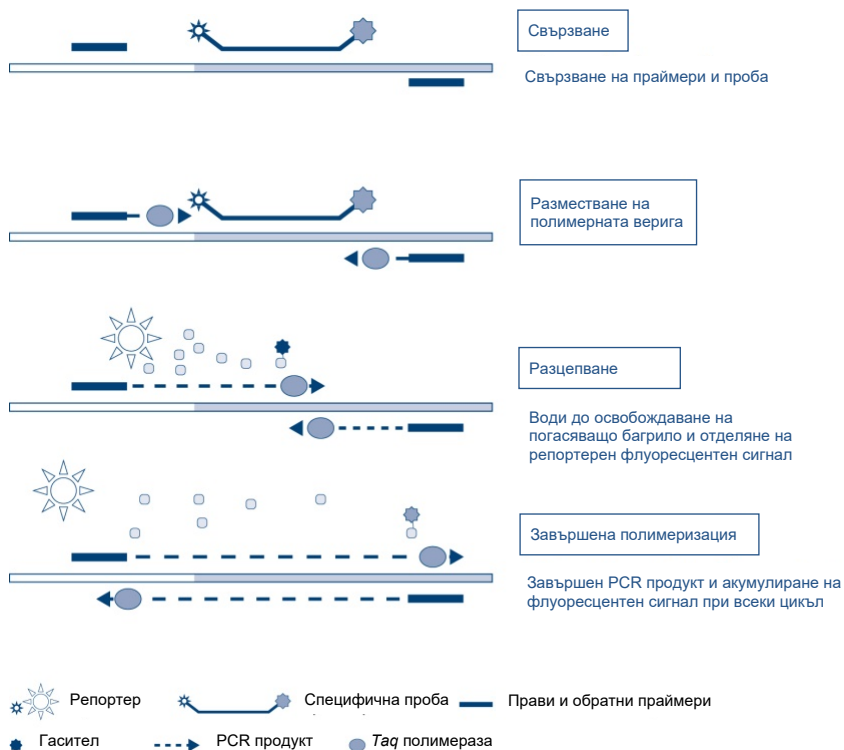 Свързване
Свързване на праймери и проба
Разместване на
полимерната верига
Разцепване
Води до освобождаване на
погасяващо багрило и отделяне на
репортерен флуоресцентен сигнал
Завършена полимеризация
Завършен PCR продукт и акумулиране на
флуоресцентен сигнал при всеки цикъл
Репортер
Специфична проба
Прави и обратни праймери
Гасител
PCR продукт
Taq полимераза